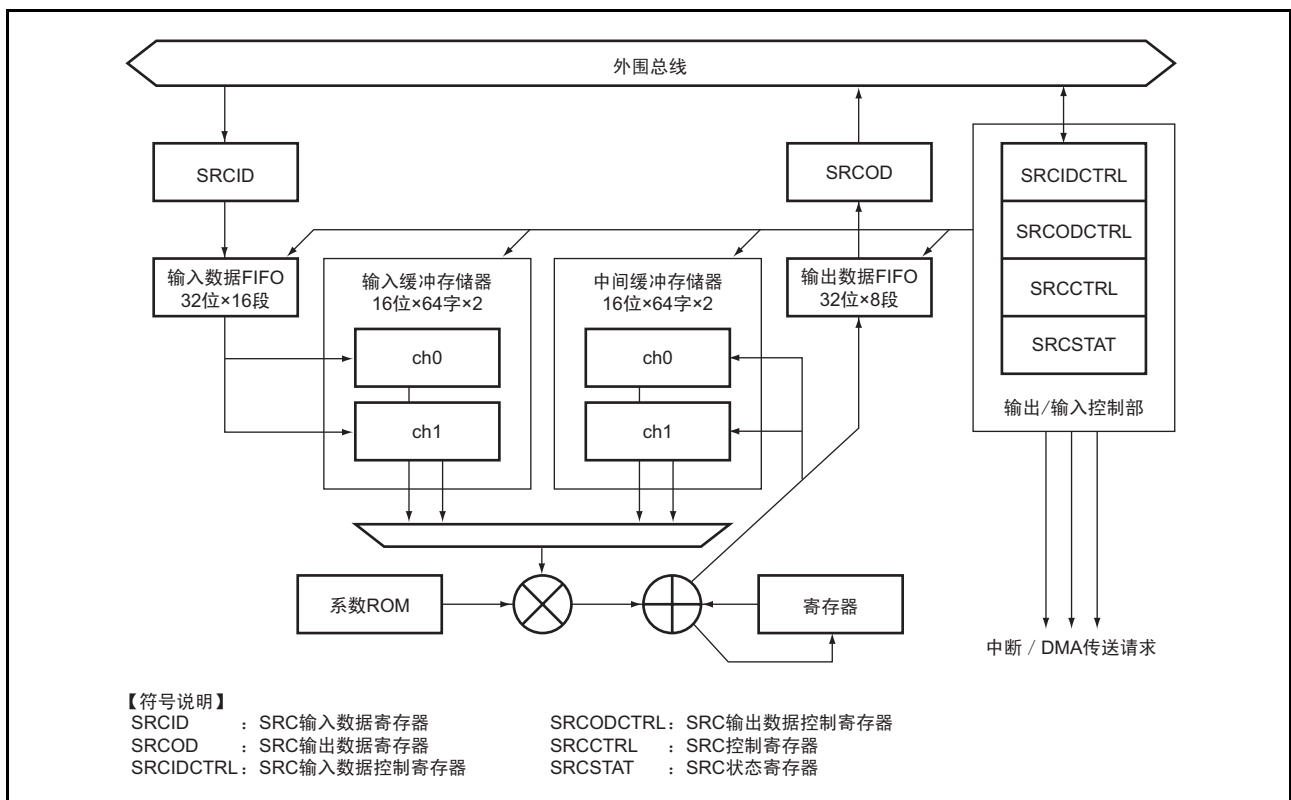 外围总线
SRCID
SRCOD
SRCIDCTRL
SRCODCTRL
SRCCTRL
SRCSTAT
输出/输入控制部
输入数据FIFO
32位×16段
输入缓冲存储器
16位×64字×2
ch0
ch1
中间缓冲存储器
16位×64字×2
ch0
ch1
输出数据FIFO
32位×8段
系数ROM
寄存器
中断 / DMA传送请求
【符号说明】
SRCID : SRC输入数据寄存器
SRCOD : SRC输出数据寄存器
SRCIDCTRL: SRC输入数据控制寄存器
SRCODCTRL: SRC输出数据控制寄存器
SRCCTRL : SRC控制寄存器
SRCSTAT : SRC状态寄存器